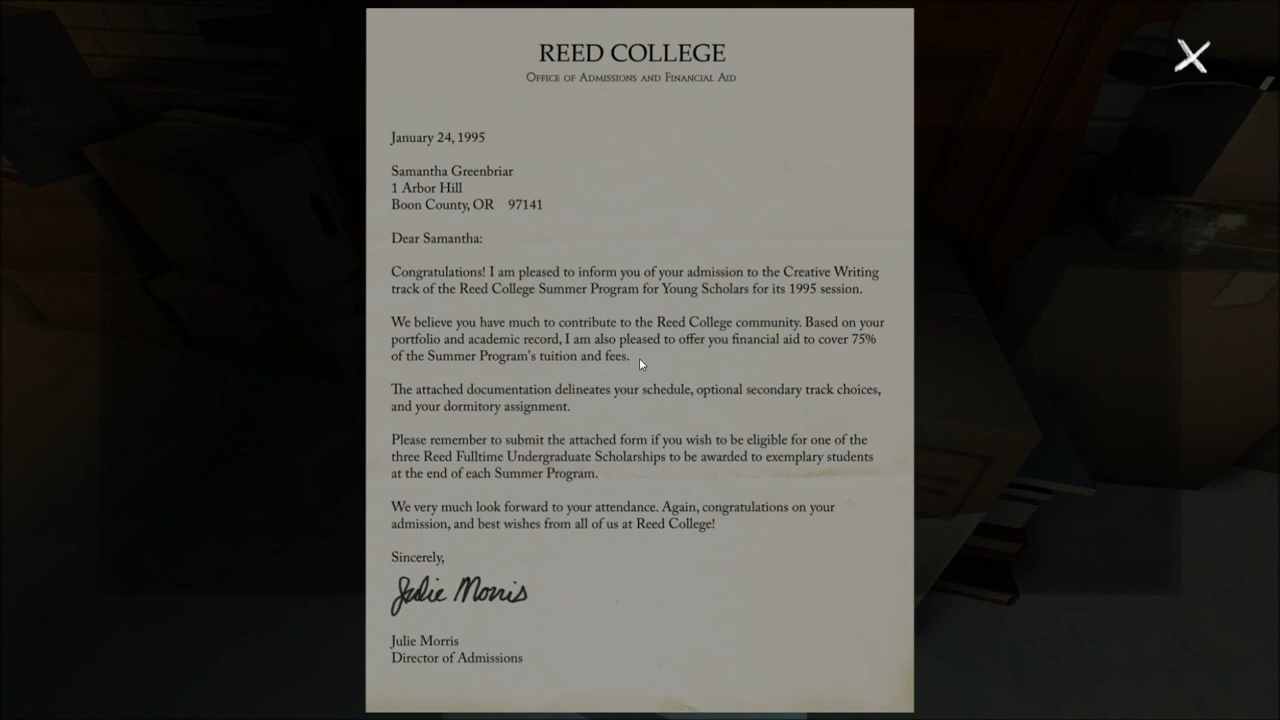 REED COLLEGE
Office of Admissions and Financial Aid
January 24, 1995
Samantha Greenbriar
1 Arbor Hill
Boon County, OR 97141
Dear Samantha:
Congratulations! I am pleased to inform you of your admission to the Creative Writing
track of the Reed College Summer Program for Young Scholars for its 1995 session.
We believe you have much to contribute to the Reed College community. Based on your
portfolio and academic record, I am also pleased to offer you financial aid to cover 75%
of the Summer Program's tuition and fees.
The attached documentation delineates your schedule, optional secondary track choices,
and your dormitory assignment.
Please remember to submit the attached form if you wish to be eligible for one of the
three Reed Fulltime Undergraduate Scholarships to be awarded to exemplary students
at the end of each Summer Program.
We very much look forward to your attendance. Again, congratulations on your
admission, and best wishes from all of us at Reed College!
Sincerely,
Julie Morris
Julie Morris
Director of Admissions